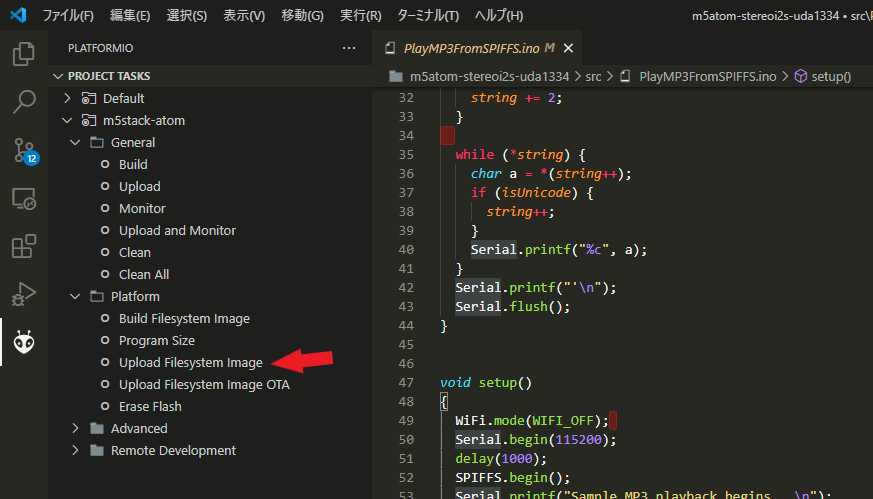 ファイル(F) 編集(E) 選択(S) 表示(V) 移動(G) 実行(R) ターミナル(T) ヘルプ(H) m5atom-stereoi2s-uda1334 • src\
PLATFORMIO ...
PlayMP3FromSPIFFS.ino M ×
PROJECT TASKS
m5atom-stereoi2s-uda1334 > src > PlayMP3FromSPIFFS.ino > setup()
Default
m5stack-atom
General
Build
Upload
Monitor
Upload and Monitor
Clean
Clean All
Platform
Build Filesystem Image
Program Size
Upload Filesystem Image
Upload Filesystem Image OTA
Erase Flash
Advanced
Remote Development
12
32 string += 2;
33 }
34
35 while (*string) {
36 char a = *(string++);
37 if (isUnicode) {
38 string++;
39 }
40 Serial.printf("%c", a);
41 }
42 Serial.printf("'\n");
43 Serial.flush();
44 }
45
46
47 void setup()
48 {
49 WiFi.mode(WIFI_OFF);
50 Serial.begin(115200);
51 delay(1000);
52 SPIFFS.begin();
53 Serial.printf("Sample MP3 playback begins...\n");